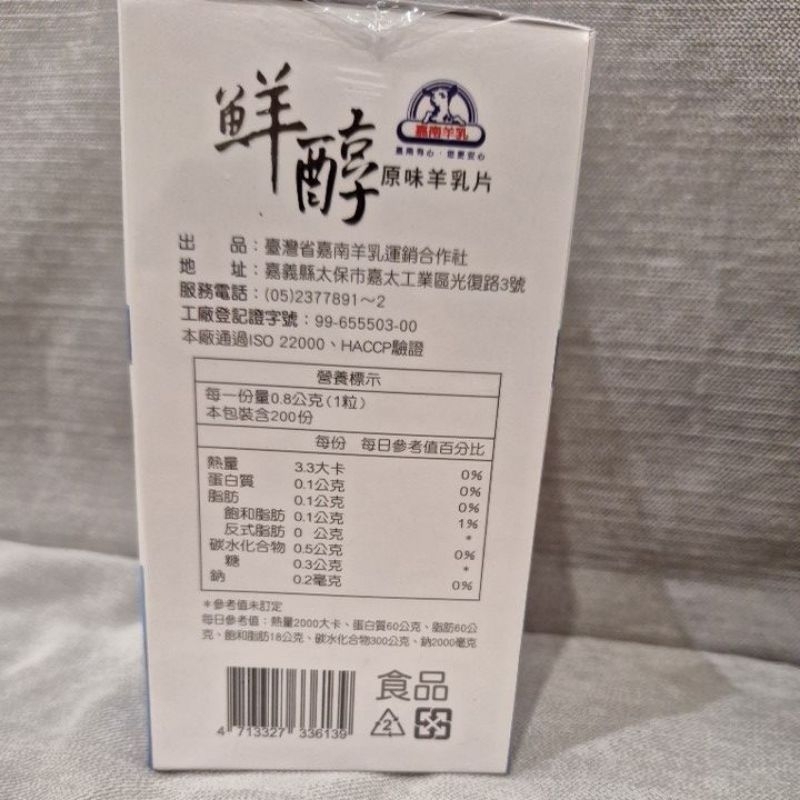 鮮醇
嘉南羊乳
嘉南有心‧您更安心
原味羊乳片
出　　品：臺灣省嘉南羊乳運銷合作社
地　　址：嘉義縣太保市嘉太工業區光復路3號
服務電話：(05)2377891～2
工廠登記證字號：99-655503-00
本廠通過ISO 22000、HACCP驗證
營養標示
每一份量0.8公克(1粒)
本包裝含200份
每份　每日參考值百分比
熱量　3.3大卡　0%
蛋白質　0.1公克　0%
脂肪　0.1公克　0%
飽和脂肪　0.1公克　1%
反式脂肪　0 公克　*
碳水化合物　0.5公克　0%
糖　0.3公克　*
鈉　0.2毫克　0%
*參考值未訂定
每日參考值：熱量2000大卡、蛋白質60公克、脂肪60公
克、飽和脂肪18公克、碳水化合物300公克、鈉2000毫克
食品
2
4 713327 336139